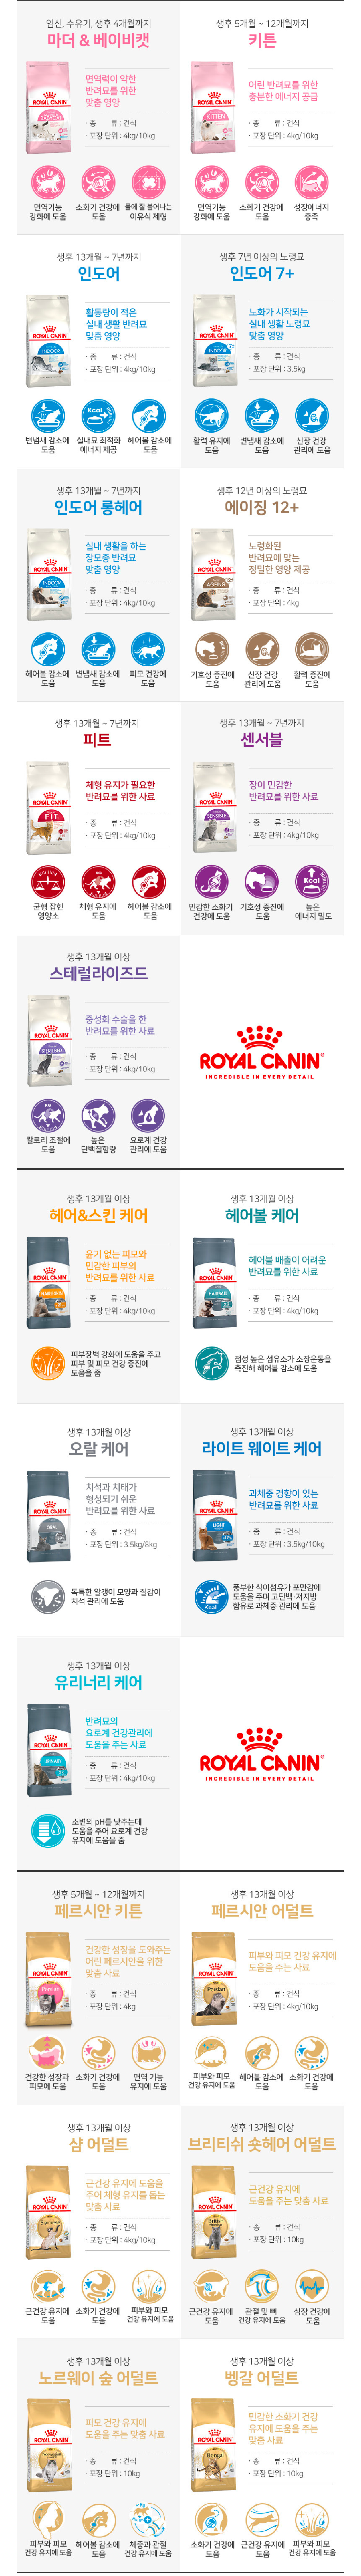 임신, 수유기, 생후 4개월까지
마더 & 베이비캣
면역력이 약한
반려묘를 위한
맞춤 영양
· 종 류 : 건식
· 포장 단위 : 4kg/10kg
면역기능
강화에 도움
소화기 건강에
도움
물에 잘 불어나는
이유식 제형
생후 5개월 ~ 12개월까지
키튼
어린 반려묘를 위한
충분한 에너지 공급
· 종 류 : 건식
· 포장 단위 : 4kg/10kg
면역기능
강화에 도움
소화기 건강에
도움
성장에너지
충족
생후 13개월 ~ 7년까지
인도어
활동량이 적은
실내 생활 반려묘
맞춤 영양
· 종 류 : 건식
· 포장 단위 : 4kg/10kg
변냄새 감소에
도움
실내묘 최적화
에너지 제공
헤어볼 감소에
도움
생후 7년 이상의 노령묘
인도어 7+
노화가 시작되는
실내 생활 노령묘
맞춤 영양
· 종 류 : 건식
· 포장 단위 : 3.5kg
활력 유지에
도움
변냄새 감소에
도움
신장 건강
관리에 도움
생후 13개월 ~ 7년까지
인도어 롱헤어
실내 생활을 하는
장모종 반려묘
맞춤 영양
· 종 류 : 건식
· 포장 단위 : 4kg/10kg
헤어볼 감소에
도움
변냄새 감소에
도움
피모 건강에
도움
생후 12년 이상의 노령묘
에이징 12+
노령화된
반려묘에 맞는
정밀한 영양 제공
· 종 류 : 건식
· 포장 단위 : 4kg
기호성 증진에
도움
신장 건강
관리에 도움
활력 증진에
도움
생후 13개월 ~ 7년까지
피트
체형 유지가 필요한
반려묘를 위한 사료
· 종 류 : 건식
· 포장 단위 : 4kg/10kg
균형 잡힌
영양소
체형 유지에
도움
헤어볼 감소에
도움
생후 13개월 ~ 7년까지
센서블
장이 민감한
반려묘를 위한 사료
· 종 류 : 건식
· 포장 단위 : 4kg/10kg
민감한 소화기
건강에 도움
기호성 증진에
도움
높은
에너지 밀도
생후 13개월 이상
스테럴라이즈드
중성화 수술을 한
반려묘를 위한 사료
· 종 류 : 건식
· 포장 단위 : 4kg/10kg
칼로리 조절에
도움
높은
단백질함량
요로계 건강
관리에 도움
ROYAL CANIN
INCREDIBLE IN EVERY DETAIL
생후 13개월 이상
헤어&스킨 케어
윤기 없는 피모와
민감한 피부의
반려묘를 위한 사료
· 종 류 : 건식
· 포장 단위 : 4kg/10kg
피부장벽 강화에 도움을 주고
피부 및 피모 건강 증진에
도움을 줌
생후 13개월 이상
헤어볼 케어
헤어볼 배출이 어려운
반려묘를 위한 사료
· 종 류 : 건식
· 포장 단위 : 4kg/10kg
점성 높은 섬유소가 소장운동을
촉진해 헤어볼 감소에 도움
생후 13개월 이상
오랄 케어
치석과 치태가
형성되기 쉬운
반려묘를 위한 사료
· 종 류 : 건식
· 포장 단위 : 3.5kg/8kg
독특한 알갱이 모양과 질감이
치석 관리에 도움
생후 13개월 이상
라이트 웨이트 케어
과체중 경향이 있는
반려묘를 위한 사료
· 종 류 : 건식
· 포장 단위 : 3.5kg/10kg
풍부한 식이섬유가 포만감에
도움을 주며 고단백·저지방
함유로 과체중 관리에 도움
생후 13개월 이상
유리너리 케어
반려묘의
요로계 건강관리에
도움을 주는 사료
· 종 류 : 건식
· 포장 단위 : 4kg/10kg
소변의 pH를 낮추는데
도움을 주어 요로계 건강
유지에 도움을 줌
ROYAL CANIN
INCREDIBLE IN EVERY DETAIL
생후 5개월 ~ 12개월까지
페르시안 키튼
건강한 성장을 도와주는
어린 페르시안을 위한
맞춤 사료
· 종 류 : 건식
· 포장 단위 : 4kg
건강한 성장과
피모에 도움
소화기 건강에
도움
면역 기능
유지에 도움
생후 13개월 이상
페르시안 어덜트
피부와 피모 건강 유지에
도움을 주는 사료
· 종 류 : 건식
· 포장 단위 : 4kg/10kg
피부와 피모
건강 유지에 도움
헤어볼 감소에
도움
소화기 건강에
도움
생후 13개월 이상
샴 어덜트
근건강 유지에 도움을
주어 체형 유지를 돕는
맞춤 사료
· 종 류 : 건식
· 포장 단위 : 4kg/10kg
근건강 유지에
도움
소화기 건강에
도움
피부와 피모
건강 유지에 도움
생후 13개월 이상
브리티쉬 숏헤어 어덜트
근건강 유지에
도움을 주는 맞춤 사료
· 종 류 : 건식
· 포장 단위 : 10kg
근건강 유지에
도움
관절 및 뼈
건강 유지에 도움
심장 건강에
도움
생후 13개월 이상
노르웨이 숲 어덜트
피모 건강 유지에
도움을 주는 맞춤 사료
· 종 류 : 건식
· 포장 단위 : 10kg
피부와 피모
건강 유지에 도움
헤어볼 감소에
도움
체중과 관절
건강 유지에 도움
생후 13개월 이상
벵갈 어덜트
민감한 소화기 건강
유지에 도움을 주는
맞춤 사료
· 종 류 : 건식
· 포장 단위 : 10kg
소화기 건강에
도움
근건강 유지에
도움
피부와 피모
건강 유지에 도움